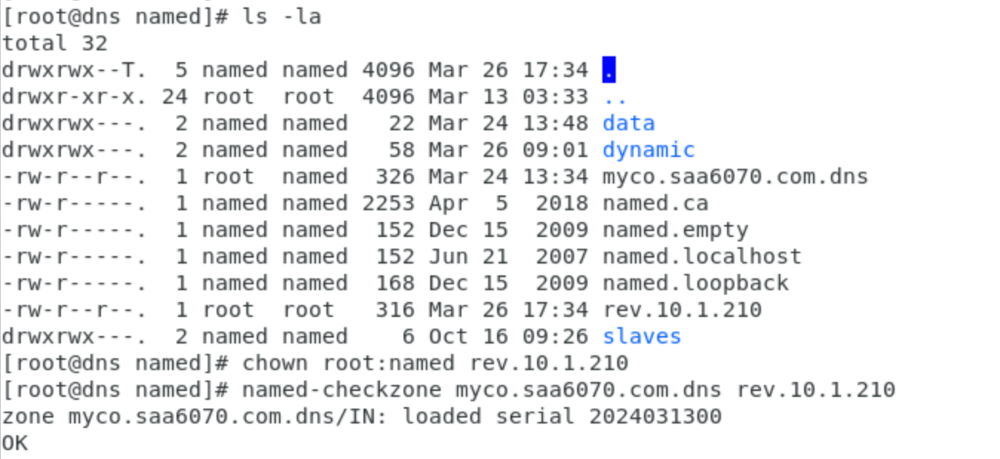 [root@dns named]# ls -la
total 32
drwxrwx--T.  5 named named 4096 Mar 26 17:34 .
drwxr-xr-x. 24 root  root  4096 Mar 13 03:33 ..
drwxrwx---.  2 named named   22 Mar 24 13:48 data
drwxrwx---.  2 named named   58 Mar 26 09:01 dynamic
-rw-r--r--.  1 root  named  326 Mar 24 13:34 myco.saa6070.com.dns
-rw-r-----.  1 named named 2253 Apr  5  2018 named.ca
-rw-r-----.  1 named named  152 Dec 15  2009 named.empty
-rw-r-----.  1 named named  152 Jun 21  2007 named.localhost
-rw-r-----.  1 named named  168 Dec 15  2009 named.loopback
-rw-r--r--.  1 root  root   316 Mar 26 17:34 rev.10.1.210
drwxrwx---.  2 named named    6 Oct 16 09:26 slaves
[root@dns named]# chown root:named rev.10.1.210
[root@dns named]# named-checkzone myco.saa6070.com.dns rev.10.1.210
zone myco.saa6070.com.dns/IN: loaded serial 2024031300
OK